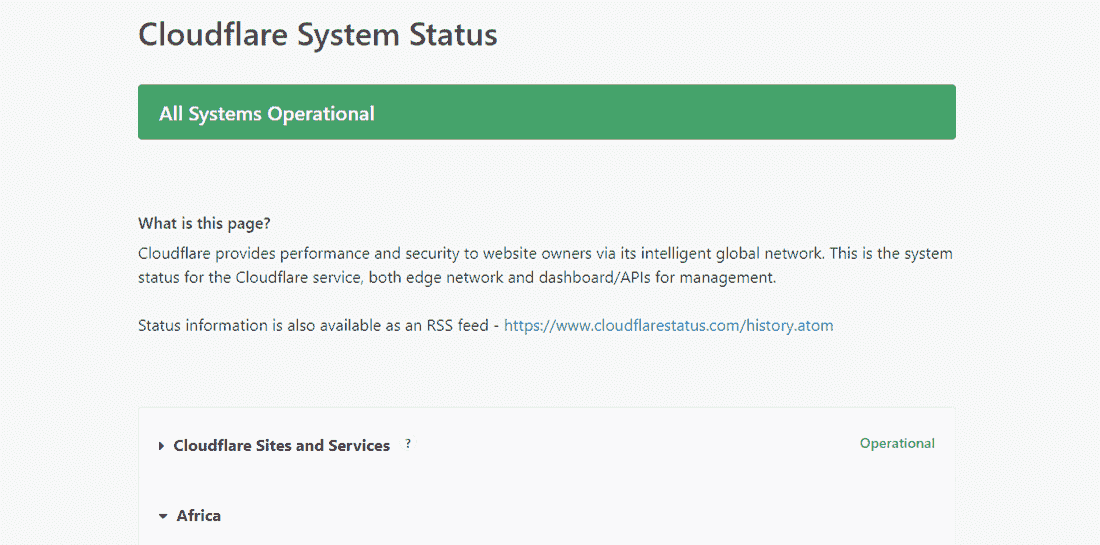 Cloudflare System Status
All Systems Operational
What is this page?
Cloudflare provides performance and security to website owners via its intelligent global network. This is the system
status for the Cloudflare service, both edge network and dashboard/APIs for management.
Status information is also available as an RSS feed - https://www.cloudflarestatus.com/history.atom
Cloudflare Sites and Services ? Operational
Africa